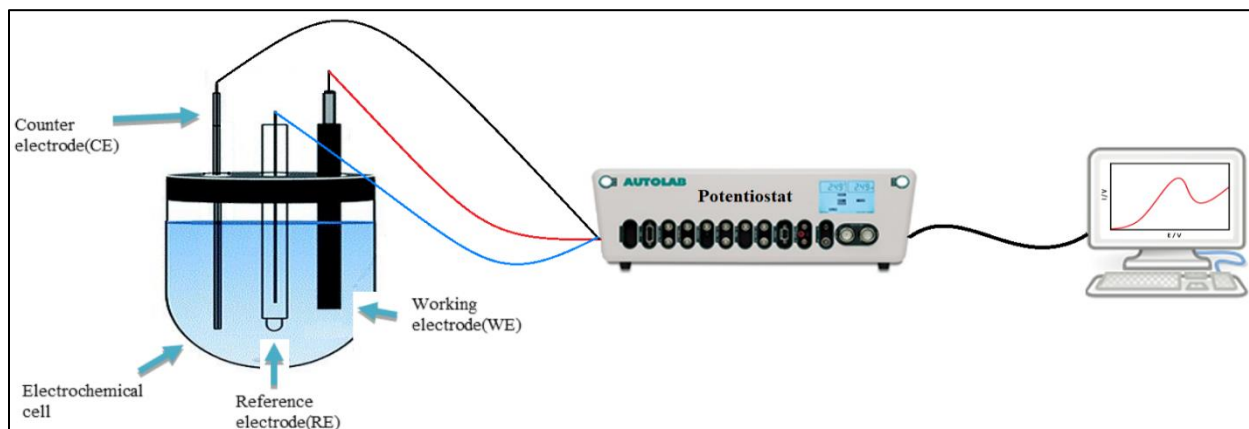 Counter
electrode(CE)
AUTOLAB
Potentiostat
I / A
E / V
Working
electrode(WE)
Electrochemical
cell
Reference
electrode(RE)